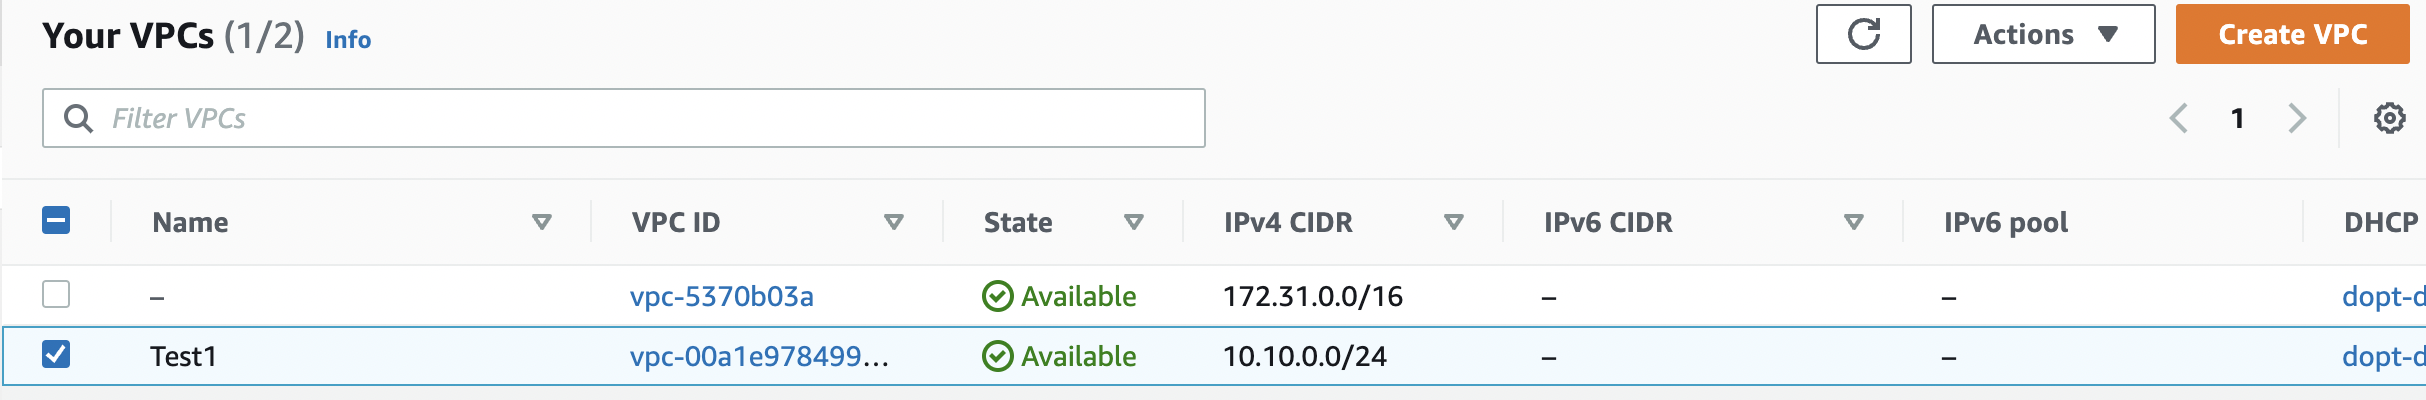 Your VPCs (1/2) Info
Actions
Create VPC
Filter VPCs
1
Name VPC ID State IPv4 CIDR IPv6 CIDR IPv6 pool DHCP
– vpc-5370b03a Available 172.31.0.0/16 – – dopt-d
Test1 vpc-00a1e978499... Available 10.10.0.0/24 – – dopt-d